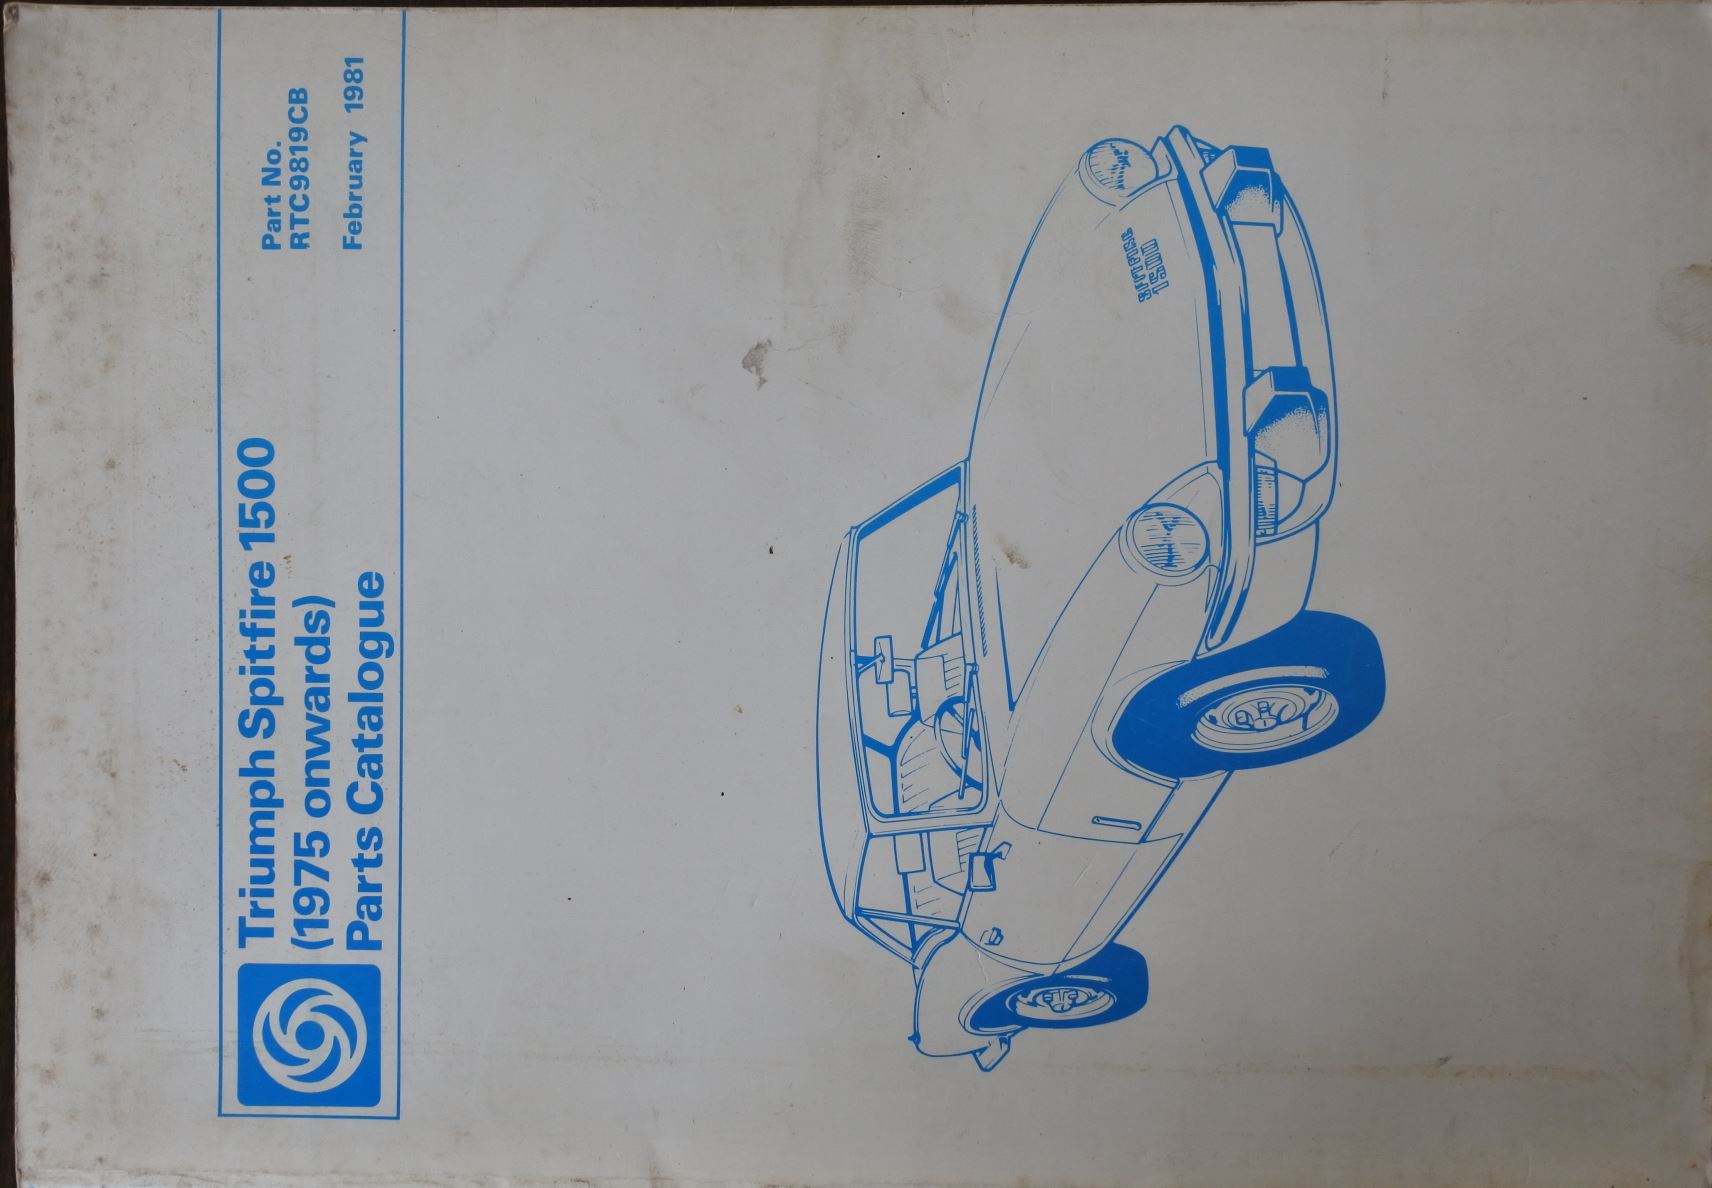 Triumph Spitfire 1500
(1975 onwards)
Parts Catalogue
Part No.
RTC9819CB
February 1981
SPITFIRE
1500